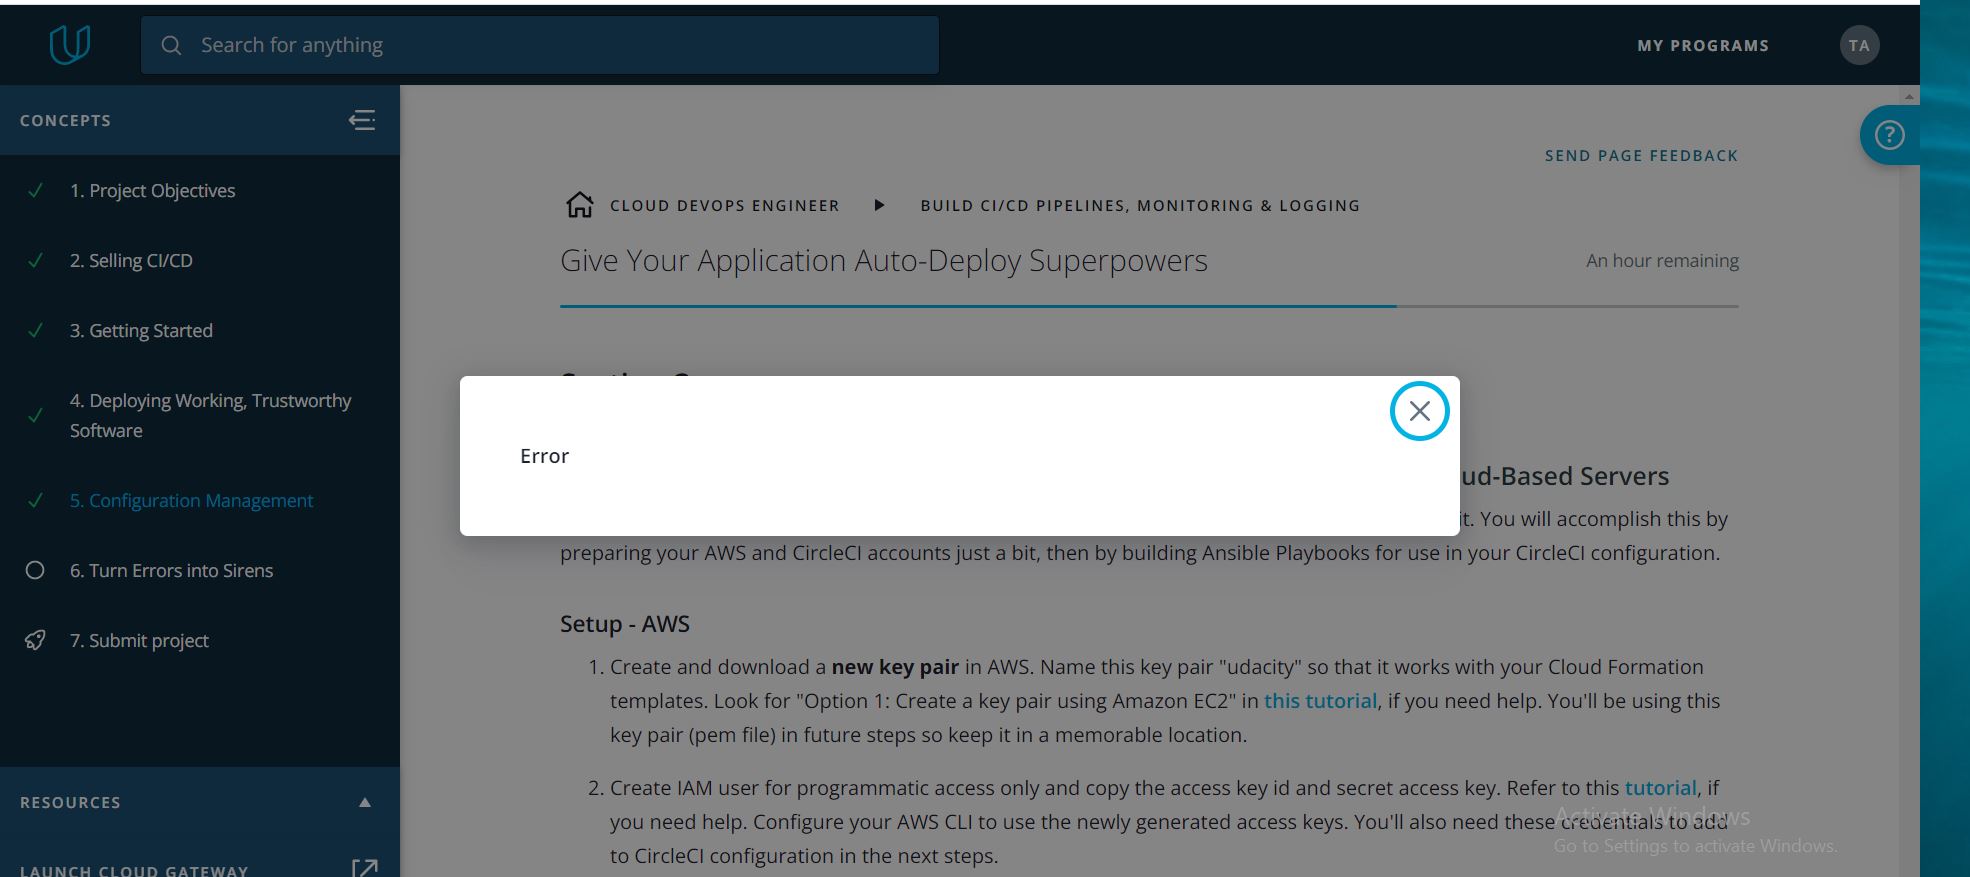 Search for anything
MY PROGRAMS
TA
CONCEPTS
1. Project Objectives
2. Selling CI/CD
3. Getting Started
4. Deploying Working, Trustworthy
Software
5. Configuration Management
6. Turn Errors into Sirens
7. Submit project
RESOURCES
LAUNCH CLOUD GATEWAY
?
SEND PAGE FEEDBACK
CLOUD DEVOPS ENGINEER
BUILD CI/CD PIPELINES, MONITORING & LOGGING
Give Your Application Auto-Deploy Superpowers
An hour remaining
Error
ud-Based Servers
it. You will accomplish this by
preparing your AWS and CircleCI accounts just a bit, then by building Ansible Playbooks for use in your CircleCI configuration.
Setup - AWS
1. Create and download a new key pair in AWS. Name this key pair "udacity" so that it works with your Cloud Formation
templates. Look for "Option 1: Create a key pair using Amazon EC2" in this tutorial, if you need help. You'll be using this
key pair (pem file) in future steps so keep it in a memorable location.
2. Create IAM user for programmatic access only and copy the access key id and secret access key. Refer to this tutorial, if
you need help. Configure your AWS CLI to use the newly generated access keys. You'll also need these credentials to add
to CircleCI configuration in the next steps.
Activate Windows
Go to Settings to activate Windows.